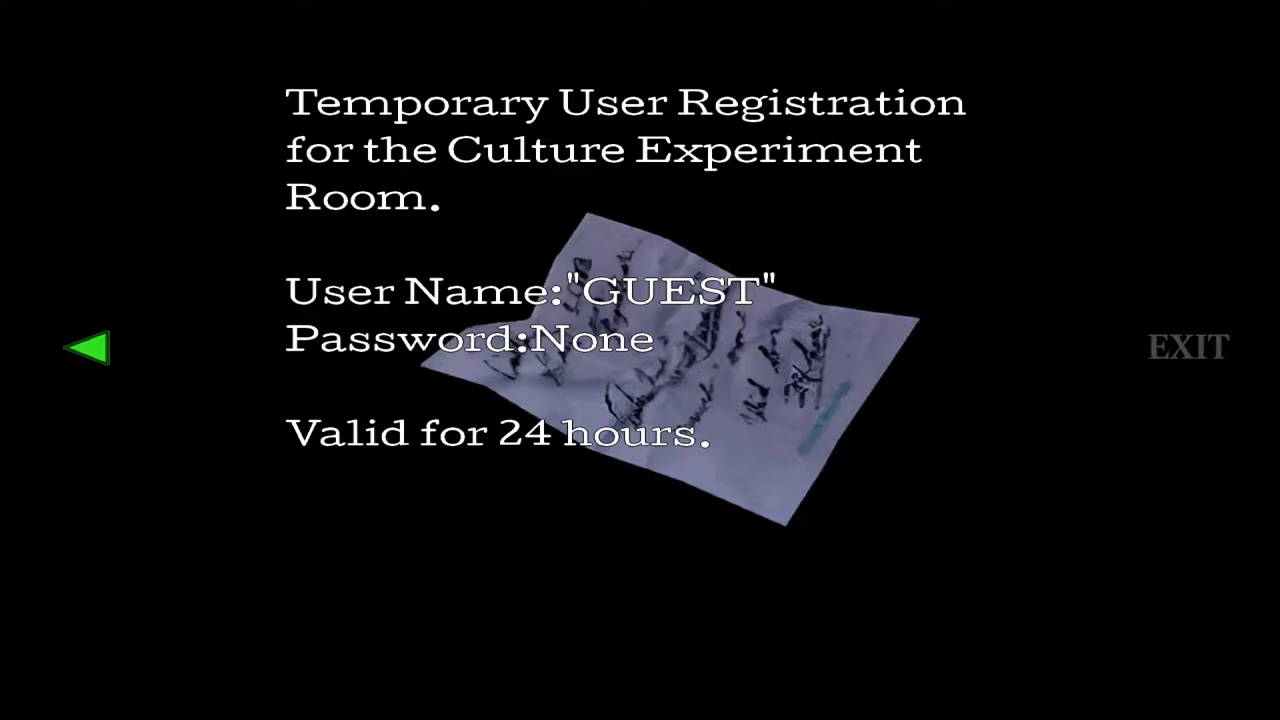 Temporary User Registration
for the Culture Experiment
Room.
User Name:"GUEST"
Password:None
EXIT
Valid for 24 hours.